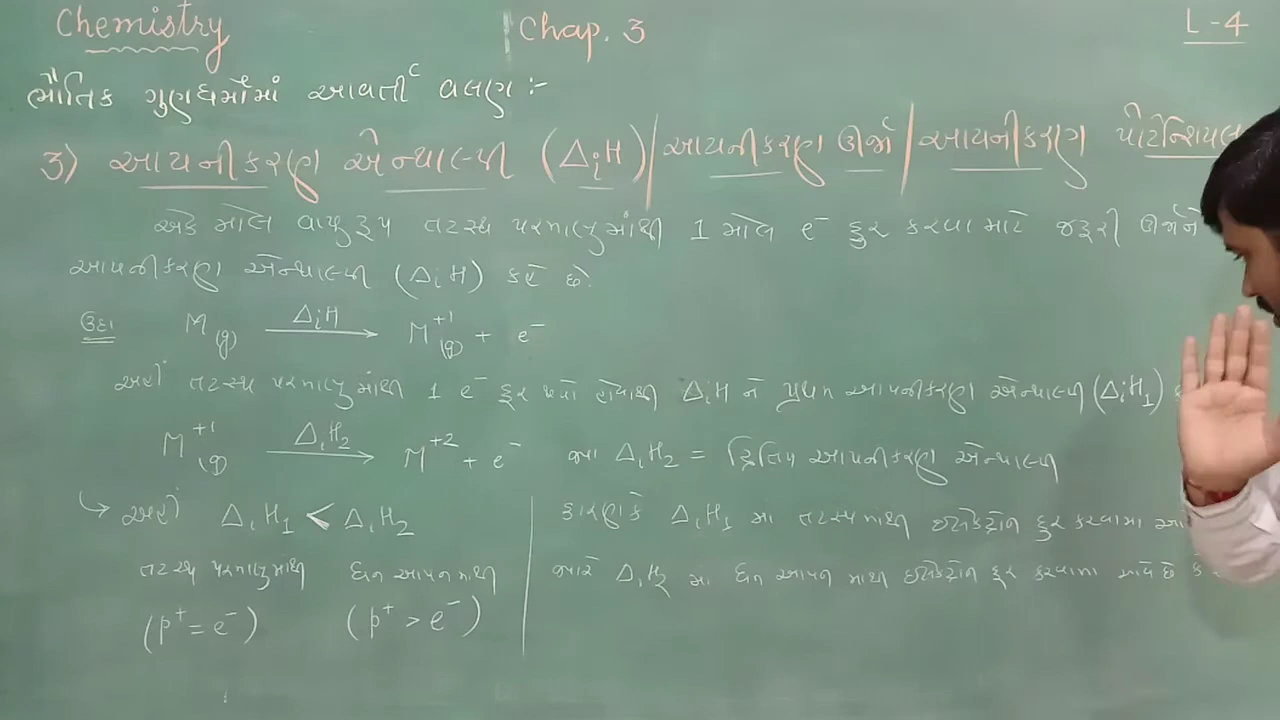 Chemistry Chap. 3 L-4
ભૌતિક ગુણધર્મોમાં આવર્તી વલણ :-
3) આયનીકરણ એન્થાલ્પી (ΔiH) / આયનીકરણ ઊર્જા / આયનીકરણ પોટેન્શિયલ
એક મોલ વાયુરૂપ તટસ્થ પરમાણુમાંથી 1 મોલ e⁻ દૂર કરવા માટે જરૂરી ઊર્જાને
આયનીકરણ એન્થાલ્પી (ΔiH) કહે છે.
ઉદા M(g) ΔiH → M⁺¹(g) + e⁻
અહીં તટસ્થ પરમાણુમાંથી 1 e⁻ દૂર થતો હોવાથી ΔiH ને પ્રથમ આયનીકરણ એન્થાલ્પી (ΔiH₁)
M⁺¹(g) ΔiH₂ → M⁺² + e⁻ આ ΔiH₂ = દ્વિતિય આયનીકરણ એન્થાલ્પી
↳ અહીં ΔiH₁ < ΔiH₂
તટસ્થ પરમાણુમાંથી ધન આયનમાંથી
(p⁺ = e⁻) (p⁺ > e⁻)
કારણકે ΔiH₁ મા તટસ્થમાંથી ઇલેક્ટ્રોન દૂર કરવામા
જ્યારે ΔiH₂ મા ધન આયન માંથી ઇલેક્ટ્રોન દૂર કરવામા આવે છે